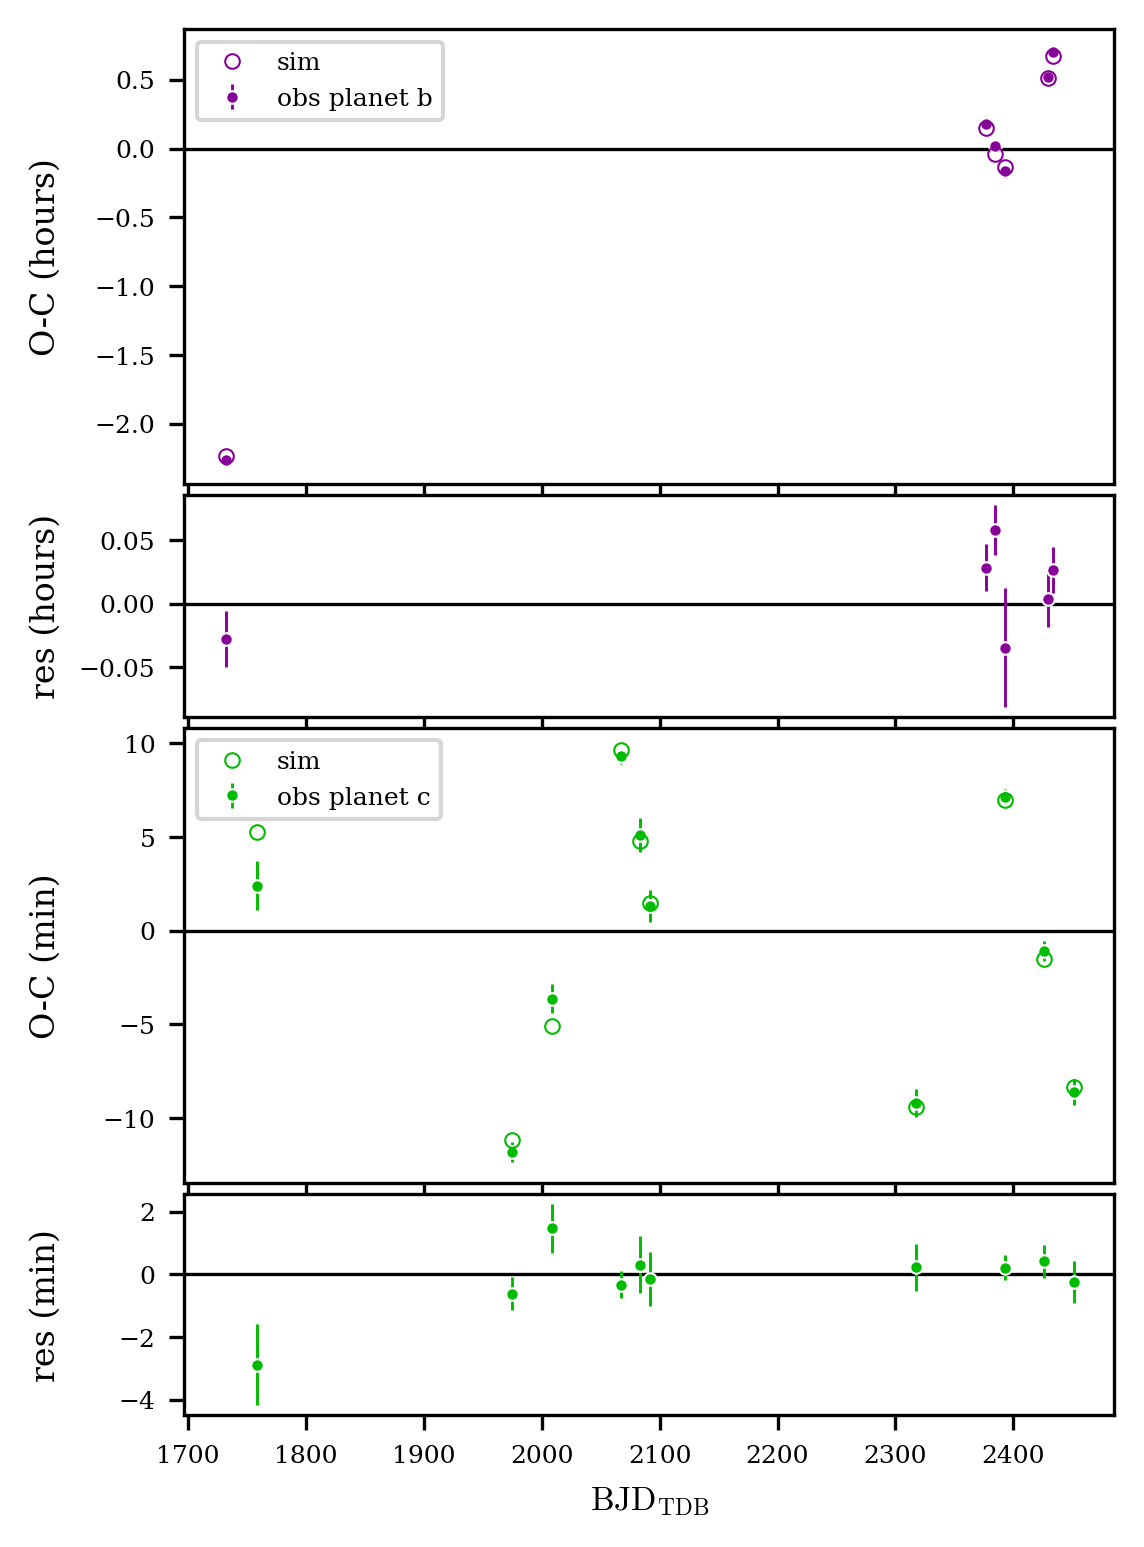 sim
obs planet b
0.5
0.0
−0.5
−1.0
−1.5
−2.0
O-C (hours)
0.05
0.00
−0.05
res (hours)
sim
obs planet c
10
5
0
−5
−10
O-C (min)
2
0
−2
−4
res (min)
1700 1800 1900 2000 2100 2200 2300 2400
BJD_TDB